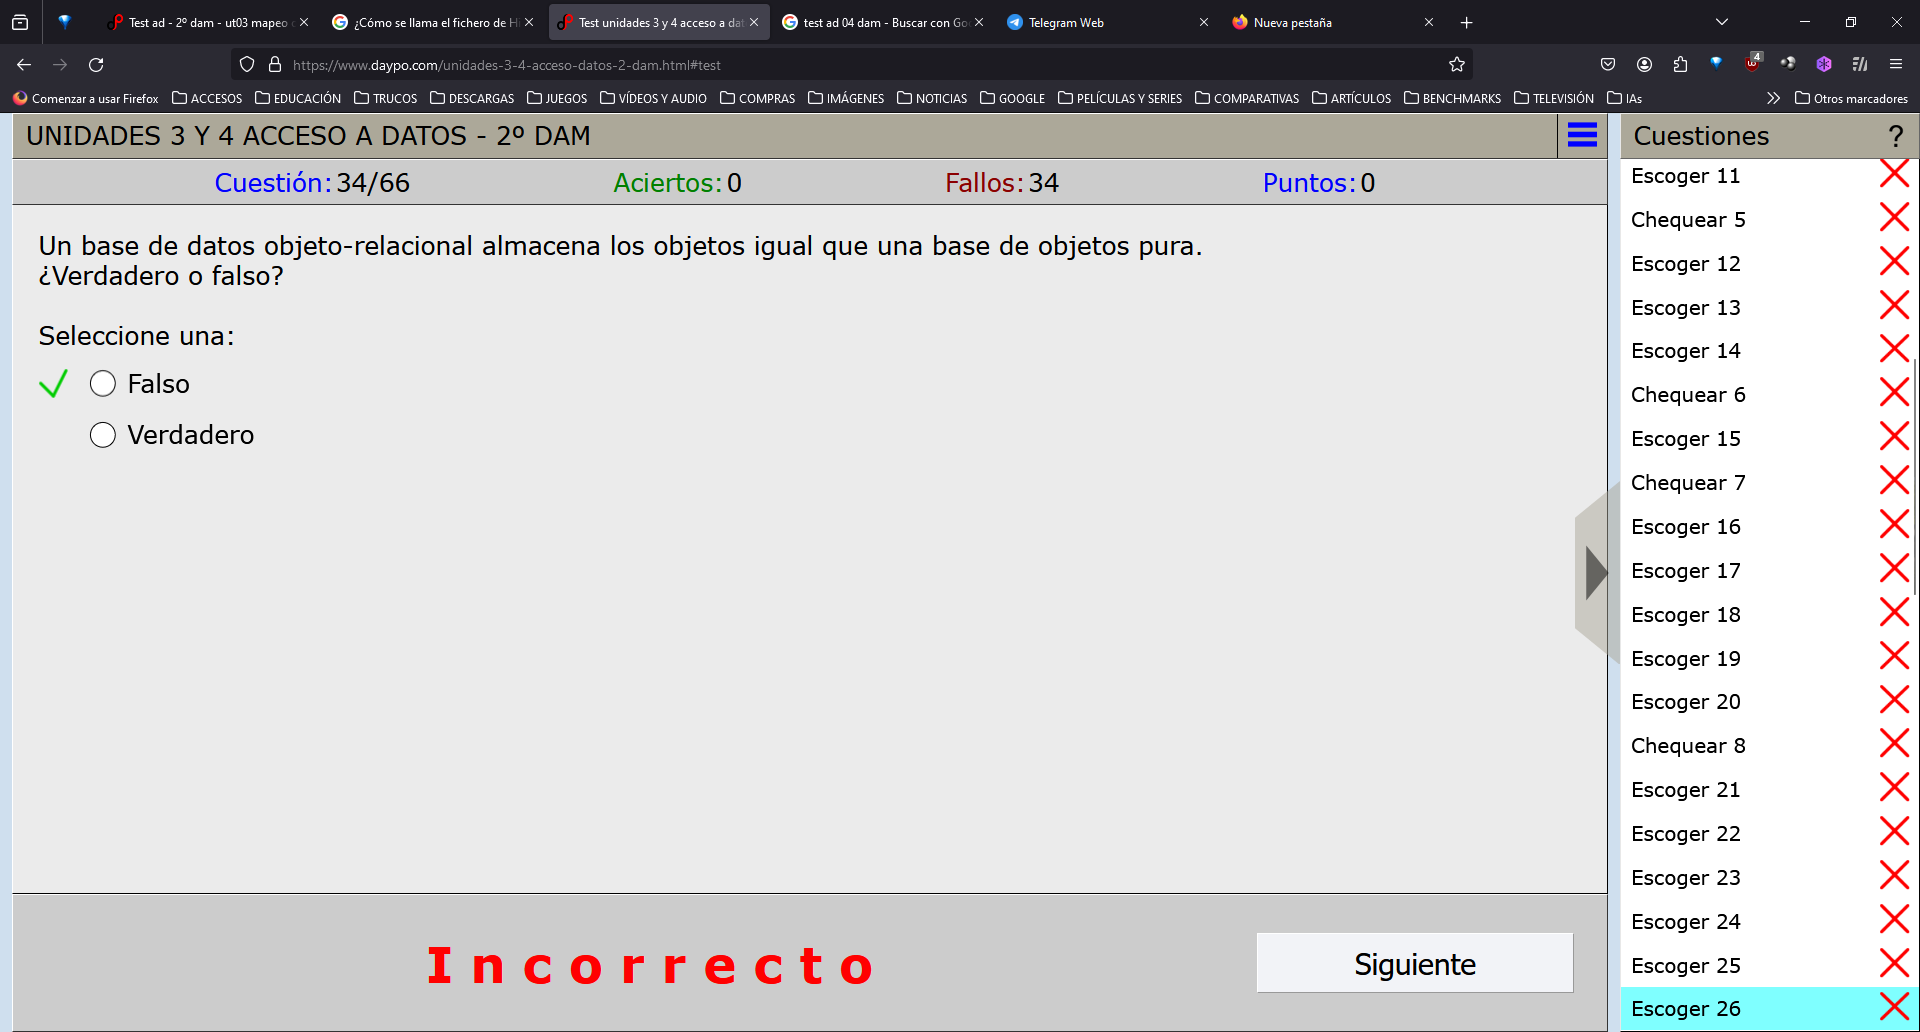 Test ad - 2º dam - ut03 mapeo
¿Cómo se llama el fichero de Hi
Test unidades 3 y 4 acceso a dat
test ad 04 dam - Buscar con Go
Telegram Web
Nueva pestaña
https://www.daypo.com/unidades-3-4-acceso-datos-2-dam.html#test
4
Comenzar a usar Firefox
ACCESOS
EDUCACIÓN
TRUCOS
DESCARGAS
JUEGOS
VÍDEOS Y AUDIO
COMPRAS
IMÁGENES
NOTICIAS
GOOGLE
PELÍCULAS Y SERIES
COMPARATIVAS
ARTÍCULOS
BENCHMARKS
TELEVISIÓN
IAs
Otros marcadores
UNIDADES 3 Y 4 ACCESO A DATOS - 2º DAM
Cuestión: 34/66
Aciertos: 0
Fallos: 34
Puntos: 0
Un base de datos objeto-relacional almacena los objetos igual que una base de objetos pura.
¿Verdadero o falso?
Seleccione una:
Falso
Verdadero
Incorrecto
Siguiente
Cuestiones ?
Escoger 11
Chequear 5
Escoger 12
Escoger 13
Escoger 14
Chequear 6
Escoger 15
Chequear 7
Escoger 16
Escoger 17
Escoger 18
Escoger 19
Escoger 20
Chequear 8
Escoger 21
Escoger 22
Escoger 23
Escoger 24
Escoger 25
Escoger 26